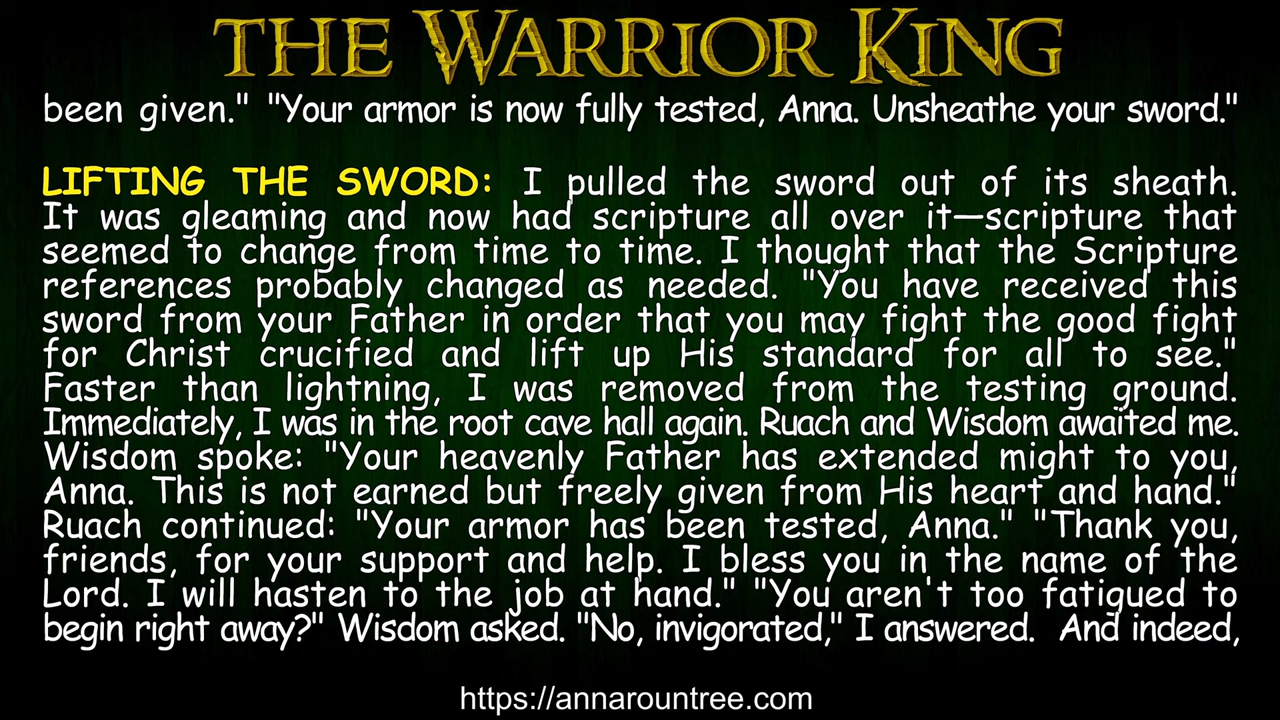 THE WARRIOR KING
been given." "Your armor is now fully tested, Anna. Unsheathe your sword."
LIFTING THE SWORD: I pulled the sword out of its sheath.
It was gleaming and now had scripture all over it—scripture that
seemed to change from time to time. I thought that the Scripture
references probably changed as needed. "You have received this
sword from your Father in order that you may fight the good fight
for Christ crucified and lift up His standard for all to see."
Faster than lightning, I was removed from the testing ground.
Immediately, I was in the root cave hall again. Ruach and Wisdom awaited me.
Wisdom spoke: "Your heavenly Father has extended might to you,
Anna. This is not earned but freely given from His heart and hand."
Ruach continued: "Your armor has been tested, Anna." "Thank you,
friends, for your support and help. I bless you in the name of the
Lord. I will hasten to the job at hand." "You aren't too fatigued to
begin right away?" Wisdom asked. "No, invigorated," I answered.  And indeed,
https://annarountree.com